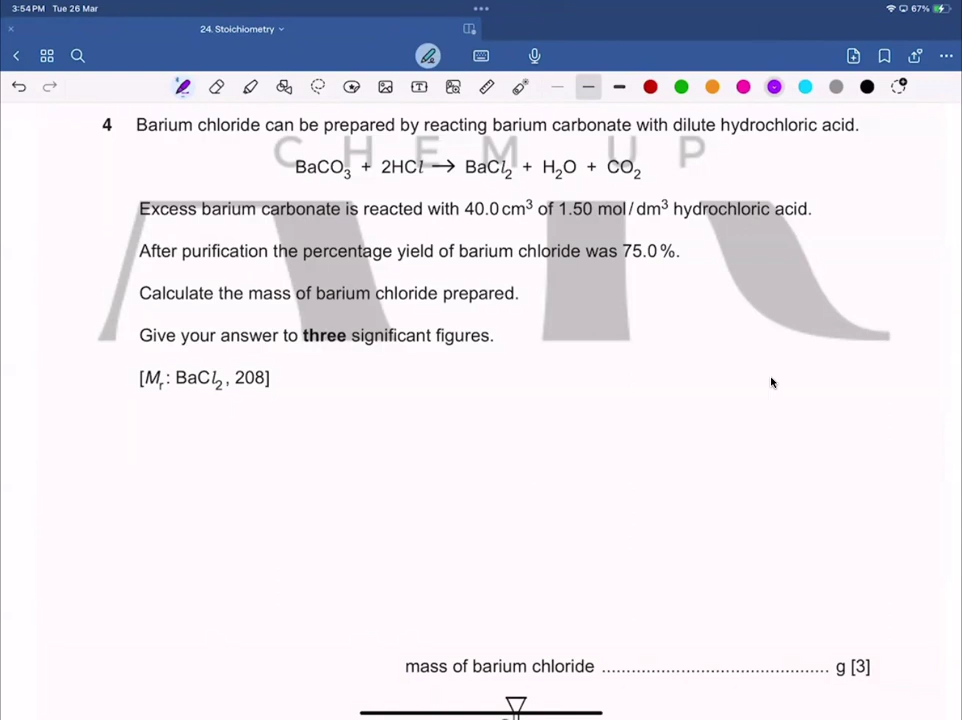 3:54 PM Tue 26 Mar
67%
24. Stoichiometry
4 Barium chloride can be prepared by reacting barium carbonate with dilute hydrochloric acid.
CHEM UP
BaCO₃ + 2HCl ⟶ BaCl₂ + H₂O + CO₂
Excess barium carbonate is reacted with 40.0 cm³ of 1.50 mol/dm³ hydrochloric acid.
After purification the percentage yield of barium chloride was 75.0%.
Calculate the mass of barium chloride prepared.
Give your answer to three significant figures.
[Mᵣ: BaCl₂, 208]
mass of barium chloride ............................................ g [3]